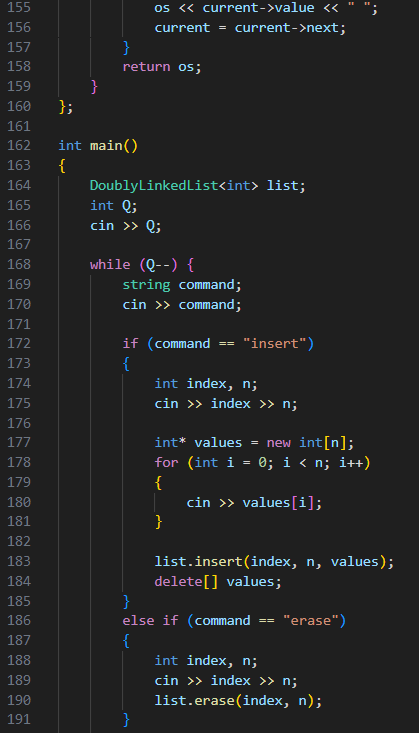 155             os << current->value << " ";
156             current = current->next;
157         }
158         return os;
159     }
160 };
161
162 int main()
163 {
164     DoublyLinkedList<int> list;
165     int Q;
166     cin >> Q;
167
168     while (Q--) {
169         string command;
170         cin >> command;
171
172         if (command == "insert")
173         {
174             int index, n;
175             cin >> index >> n;
176
177             int* values = new int[n];
178             for (int i = 0; i < n; i++)
179             {
180                 cin >> values[i];
181             }
182
183             list.insert(index, n, values);
184             delete[] values;
185         }
186         else if (command == "erase")
187         {
188             int index, n;
189             cin >> index >> n;
190             list.erase(index, n);
191         }